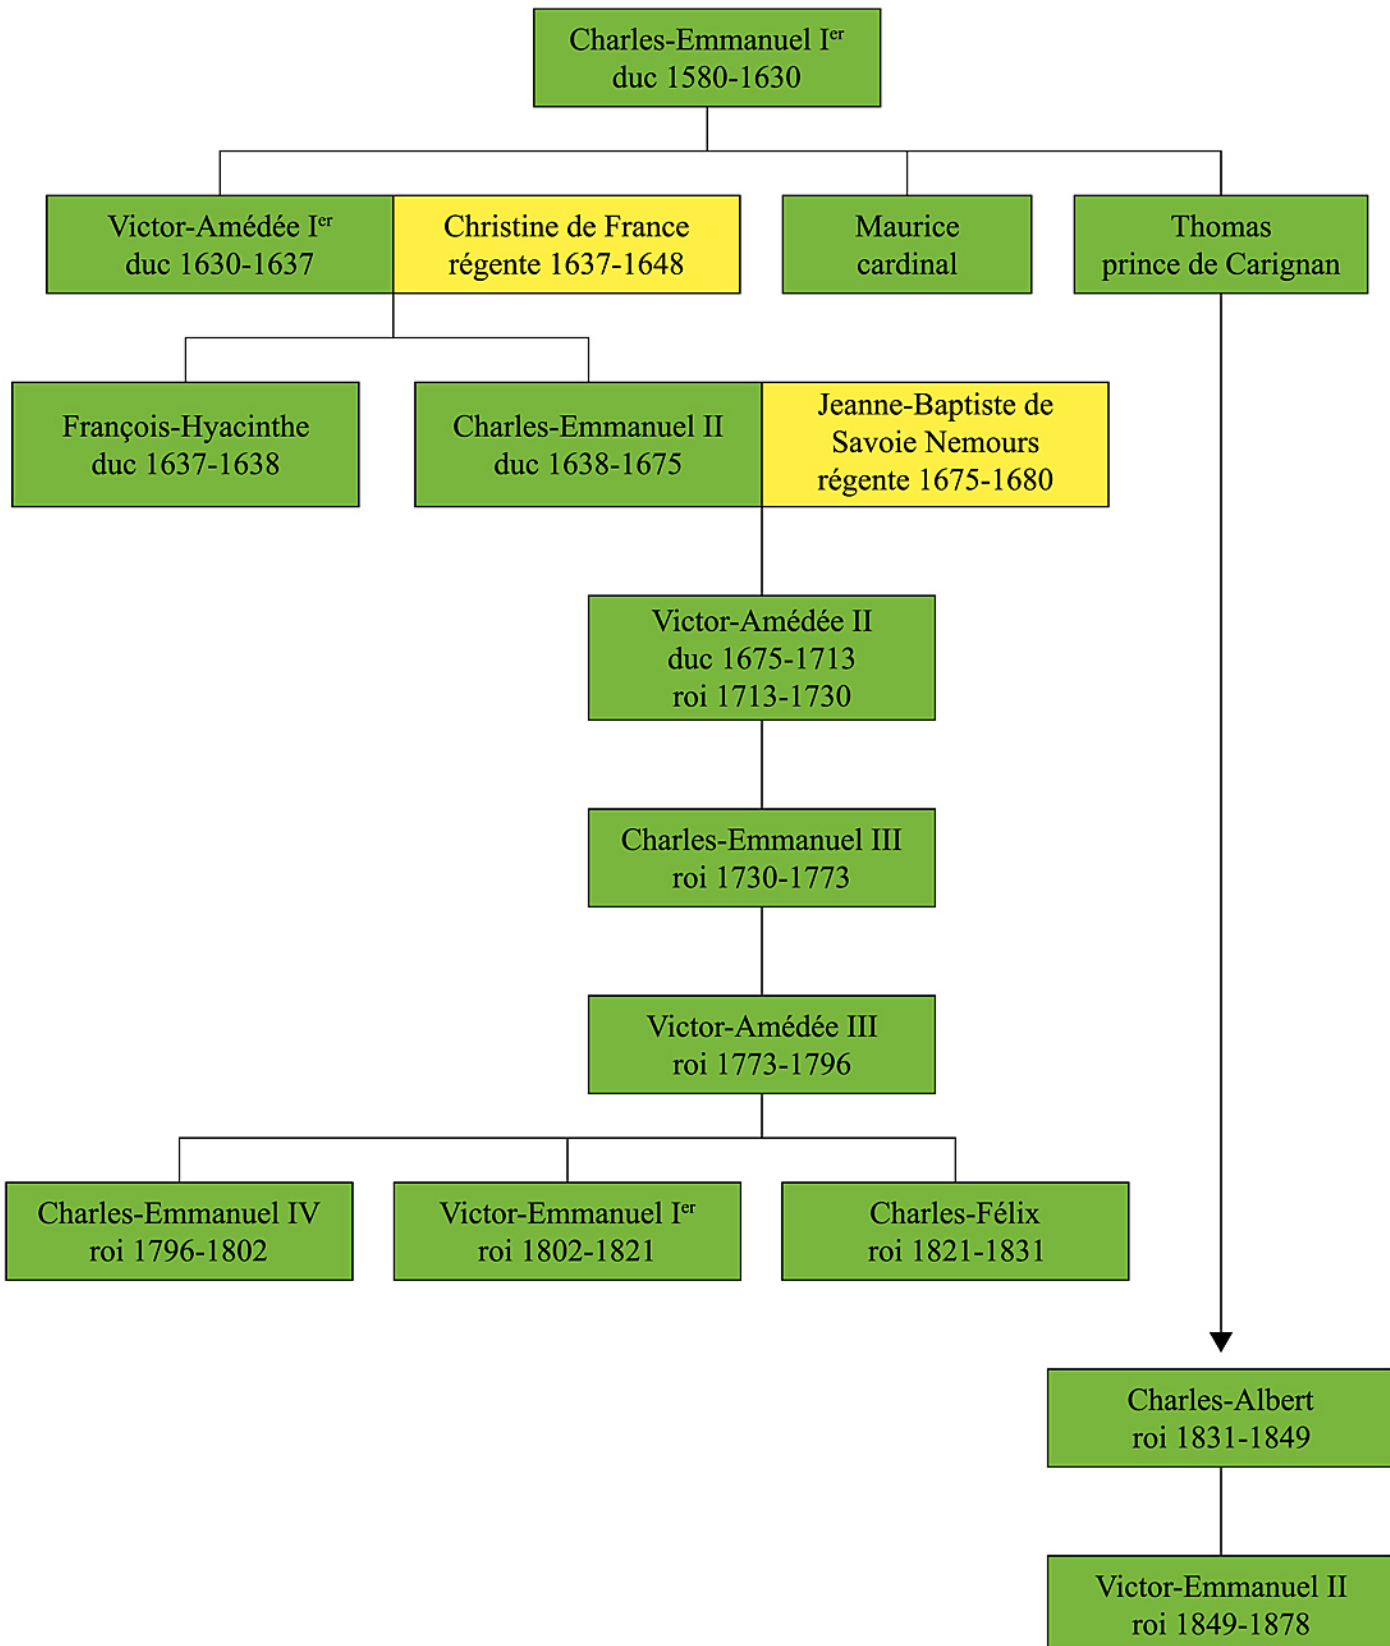 Charles-Emmanuel Ier
duc 1580-1630
Victor-Amédée Ier
duc 1630-1637
Christine de France
régente 1637-1648
Maurice
cardinal
Thomas
prince de Carignan
François-Hyacinthe
duc 1637-1638
Charles-Emmanuel II
duc 1638-1675
Jeanne-Baptiste de
Savoie Nemours
régente 1675-1680
Victor-Amédée II
duc 1675-1713
roi 1713-1730
Charles-Emmanuel III
roi 1730-1773
Victor-Amédée III
roi 1773-1796
Charles-Emmanuel IV
roi 1796-1802
Victor-Emmanuel Ier
roi 1802-1821
Charles-Félix
roi 1821-1831
Charles-Albert
roi 1831-1849
Victor-Emmanuel II
roi 1849-1878